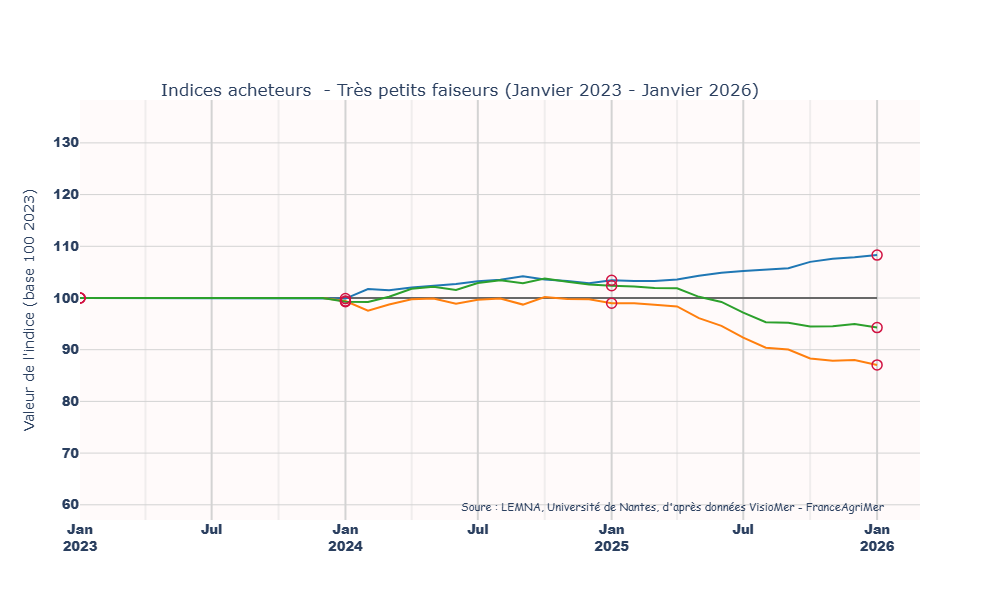 Indices acheteurs  - Très petits faiseurs (Janvier 2023 - Janvier 2026)
Valeur de l'indice (base 100 2023)
130
120
110
100
90
80
70
60
Soure : LEMNA, Université de Nantes, d'après données VisioMer - FranceAgriMer
Jan Jul Jan Jul Jan Jul Jan
2023 2024 2025 2026